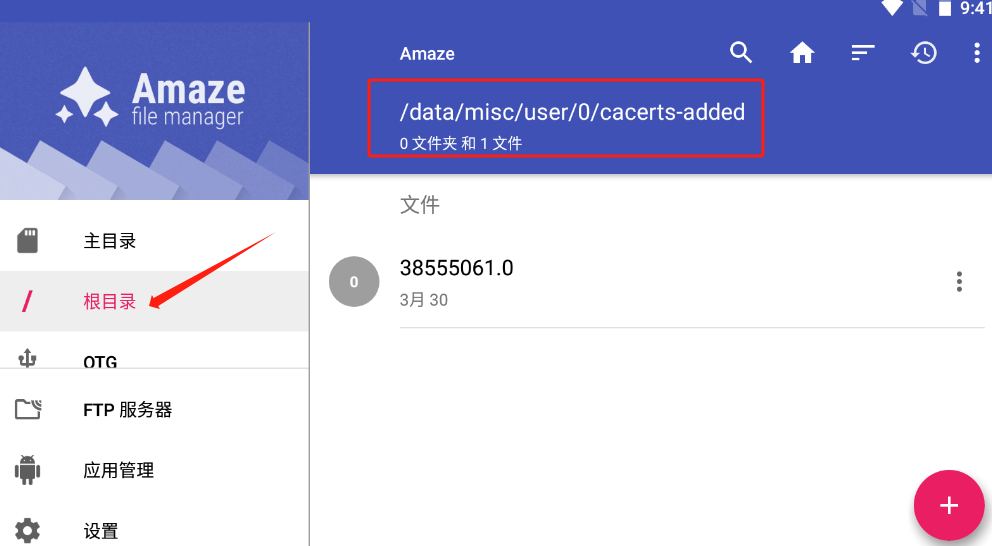 9:41
Amaze
file manager
主目录
根目录
OTG
FTP 服务器
应用管理
设置
Amaze
/data/misc/user/0/cacerts-added
0 文件夹 和 1 文件
文件
0
38555061.0
3月 30